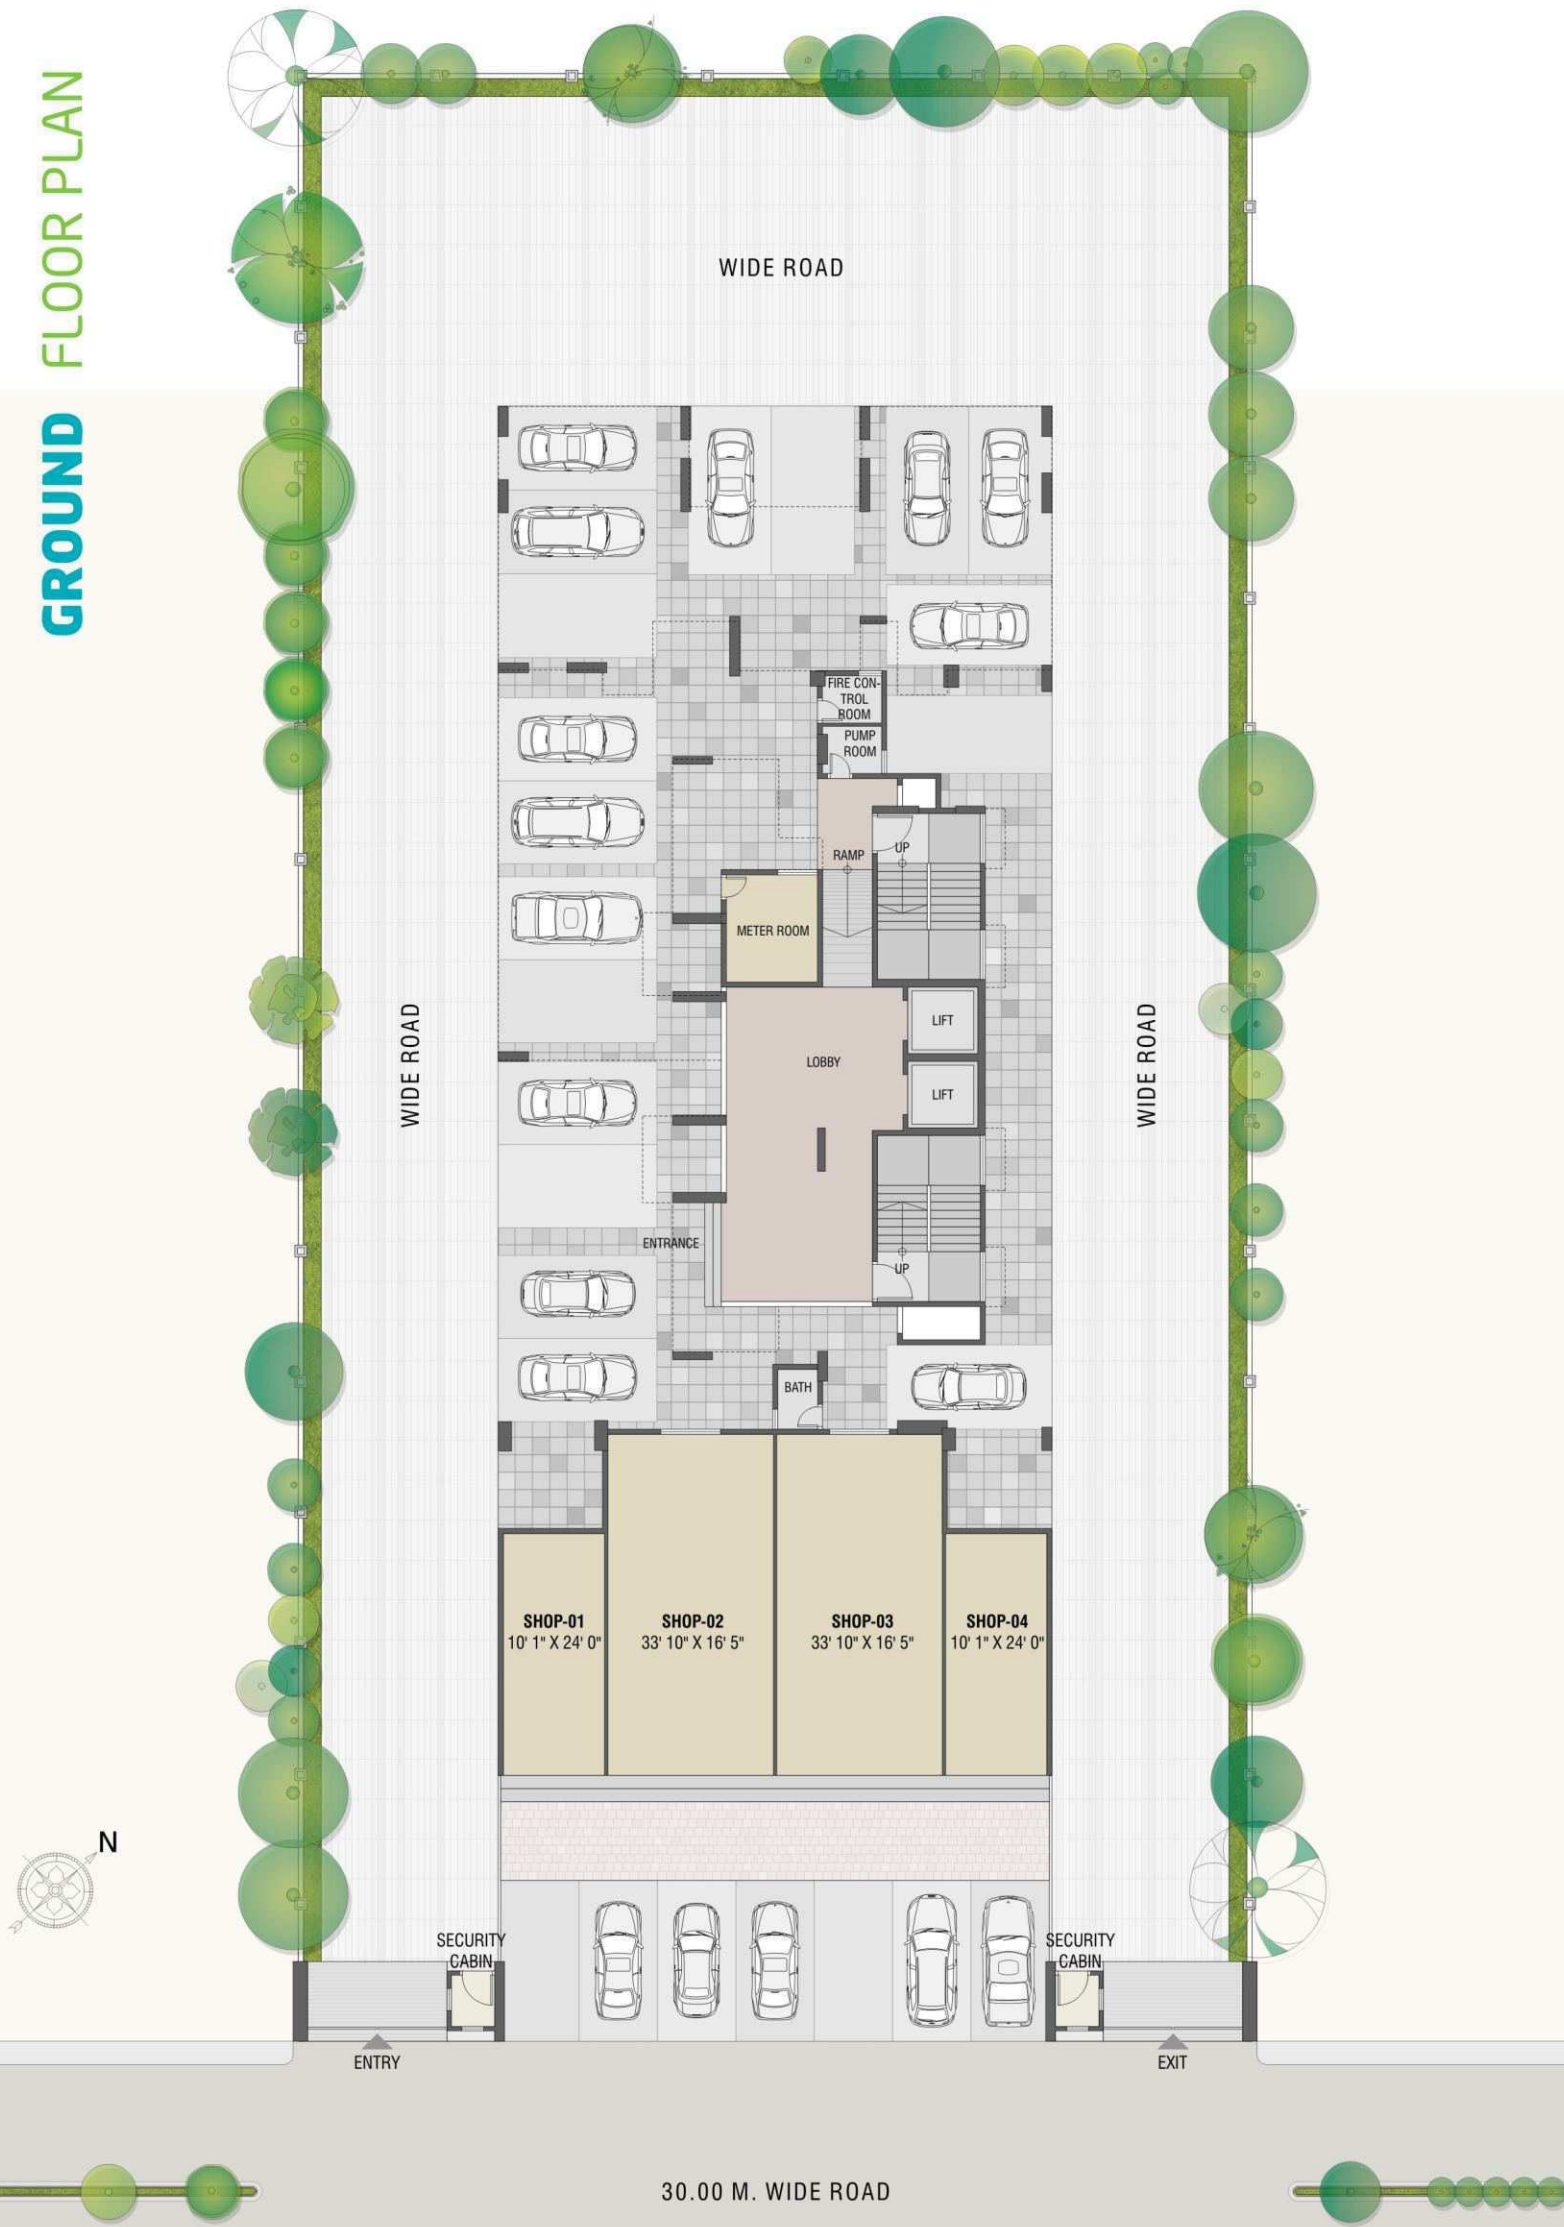 GROUND FLOOR PLAN
WIDE ROAD
FIRE CON-
TROL
ROOM
PUMP
ROOM
RAMP
UP
METER ROOM
WIDE ROAD
LIFT
LOBBY
LIFT
WIDE ROAD
ENTRANCE
UP
BATH
SHOP-01
10' 1" X 24' 0"
SHOP-02
33' 10" X 16' 5"
SHOP-03
33' 10" X 16' 5"
SHOP-04
10' 1" X 24' 0"
N
SECURITY
CABIN
SECURITY
CABIN
ENTRY
EXIT
30.00 M. WIDE ROAD